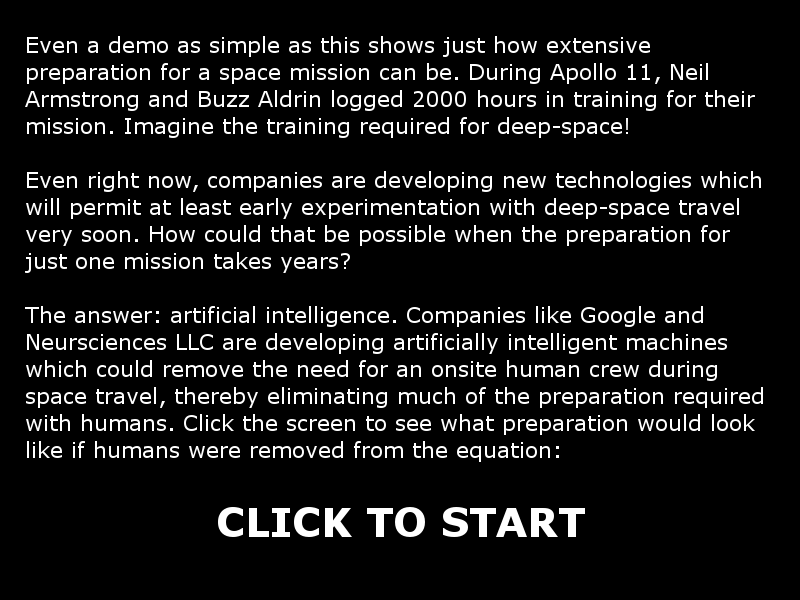 Even a demo as simple as this shows just how extensive
preparation for a space mission can be. During Apollo 11, Neil
Armstrong and Buzz Aldrin logged 2000 hours in training for their
mission. Imagine the training required for deep-space!
Even right now, companies are developing new technologies which
will permit at least early experimentation with deep-space travel
very soon. How could that be possible when the preparation for
just one mission takes years?
The answer: artificial intelligence. Companies like Google and
Neursciences LLC are developing artificially intelligent machines
which could remove the need for an onsite human crew during
space travel, thereby eliminating much of the preparation required
with humans. Click the screen to see what preparation would look
like if humans were removed from the equation:
CLICK TO START